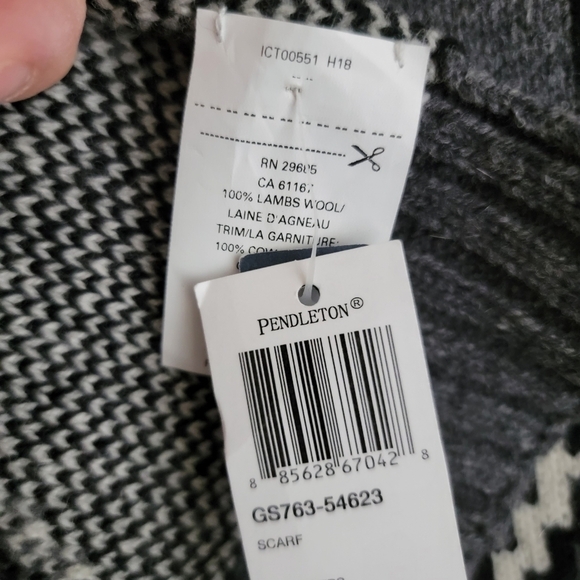 ICT00551 H18
RN 29685
CA 61167
100% LAMBS WOOL/
LAINE D'AGNEAU
TRIM/LA GARNITURE:
100%
PENDLETON®
8 85628 67042 8
GS763-54623
SCARF